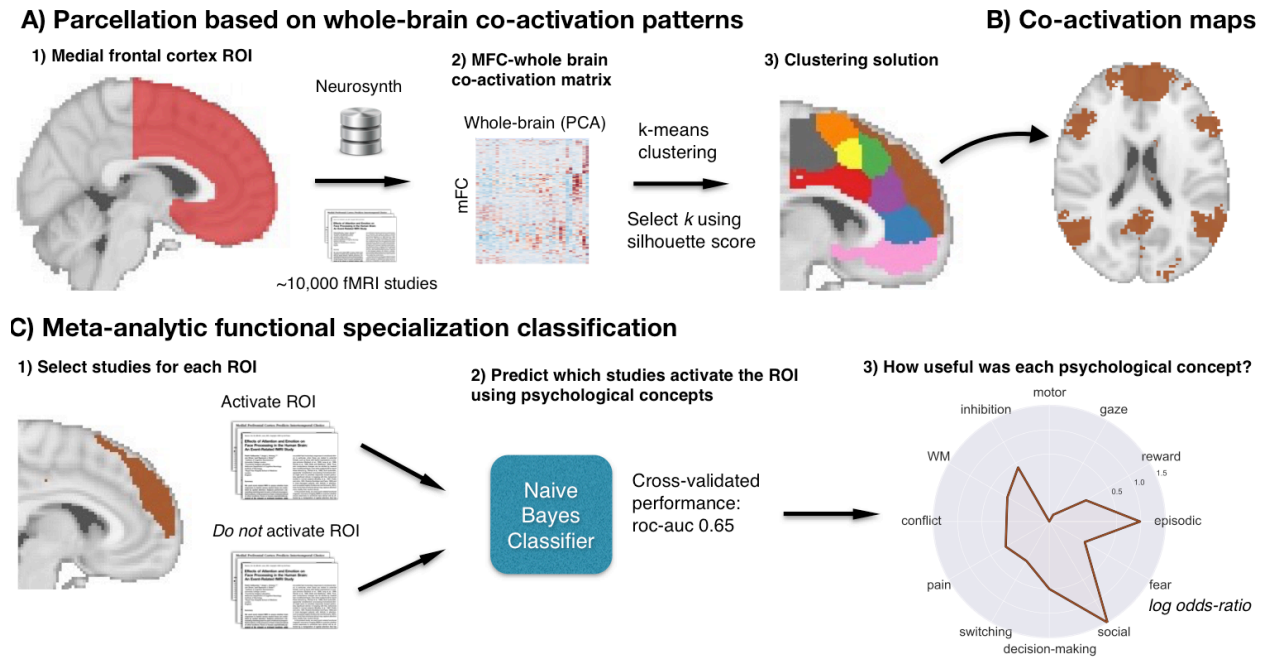 A) Parcellation based on whole-brain co-activation patterns
B) Co-activation maps
1) Medial frontal cortex ROI
Neurosynth
~10,000 fMRI studies
2) MFC-whole brain
co-activation matrix
Whole-brain (PCA)
mFC
k-means
clustering
Select k using
silhouette score
3) Clustering solution
C) Meta-analytic functional specialization classification
1) Select studies for each ROI
Activate ROI
Do not activate ROI
2) Predict which studies activate the ROI
using psychological concepts
Naive
Bayes
Classifier
Cross-validated
performance:
roc-auc 0.65
3) How useful was each psychological concept?
motor
inhibition
gaze
WM
reward
1.5
1.0
0.5
conflict
episodic
pain
fear
log odds-ratio
switching
social
decision-making